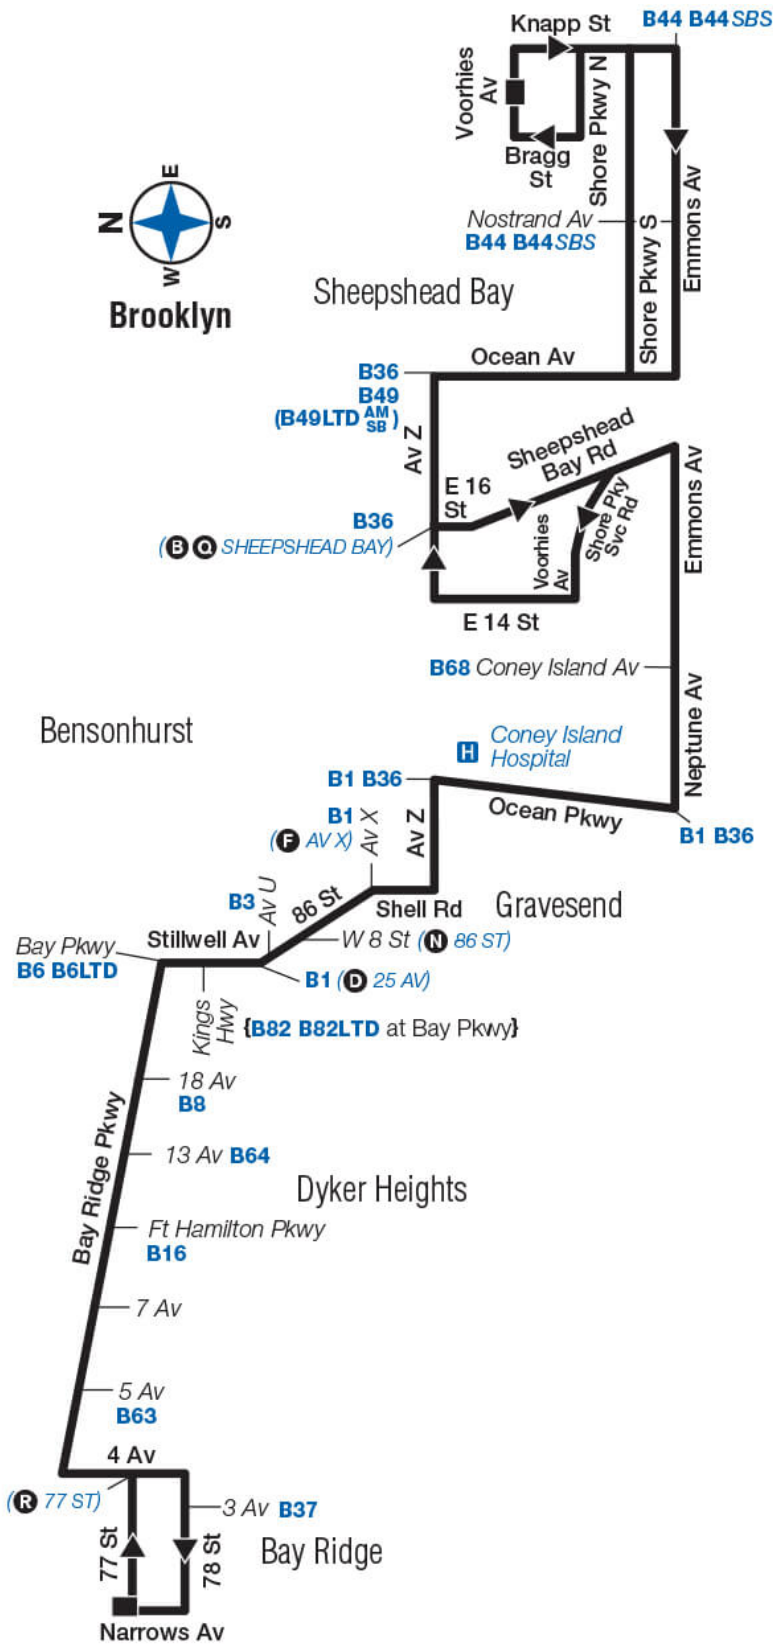 Knapp St
B44 B44SBS
Voorhies
Av
Bragg
St
Shore Pkwy N
Shore Pkwy S
Emmons Av
Nostrand Av
B44 B44SBS
E
N
S
W
Brooklyn
Sheepshead Bay
Ocean Av
B36
B49
(B49LTD AM
SB)
Av Z
Sheepshead
Bay Rd
E 16
St
B36
(B Q SHEEPSHEAD BAY)
Voorhies
Av
Shore Pky
Svc Rd
Emmons Av
E 14 St
B68 Coney Island Av
Neptune Av
Bensonhurst
H Coney Island
Hospital
B1 B36
Ocean Pkwy
B1 B36
B1
(F AV X)
Av X
Av Z
B3
Av U
86 St
Shell Rd
Gravesend
Bay Pkwy
B6 B6LTD
Stillwell Av
W 8 St (N 86 ST)
B1 (D 25 AV)
Kings
Hwy
{B82 B82LTD at Bay Pkwy}
18 Av
B8
Bay Ridge Pkwy
13 Av B64
Dyker Heights
Ft Hamilton Pkwy
B16
7 Av
5 Av
B63
4 Av
(R 77 ST)
3 Av B37
77 St
78 St
Bay Ridge
Narrows Av